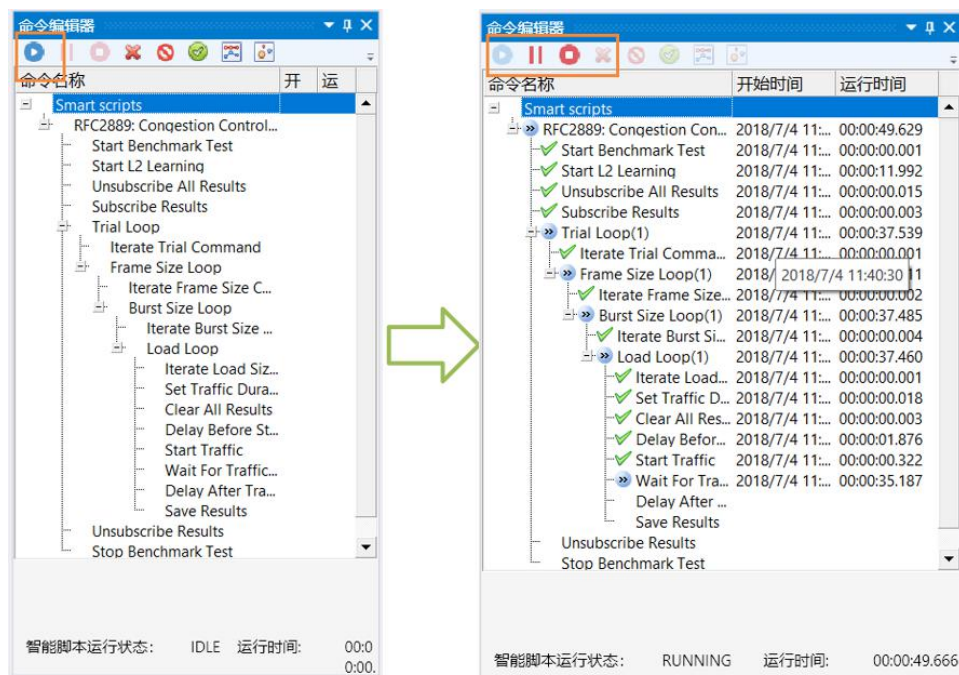 命令编辑器
命令名称 开 运
Smart scripts
RFC2889: Congestion Control...
Start Benchmark Test
Start L2 Learning
Unsubscribe All Results
Subscribe Results
Trial Loop
Iterate Trial Command
Frame Size Loop
Iterate Frame Size C...
Burst Size Loop
Iterate Burst Size ...
Load Loop
Iterate Load Siz...
Set Traffic Dura...
Clear All Results
Delay Before St...
Start Traffic
Wait For Traffic...
Delay After Tra...
Save Results
Unsubscribe Results
Stop Benchmark Test
智能脚本运行状态: IDLE 运行时间: 00:0
0:00.
命令编辑器
命令名称 开始时间 运行时间
Smart scripts
RFC2889: Congestion Con... 2018/7/4 11:... 00:00:49.629
Start Benchmark Test 2018/7/4 11:... 00:00:00.001
Start L2 Learning 2018/7/4 11:... 00:00:11.992
Unsubscribe All Results 2018/7/4 11:... 00:00:00.015
Subscribe Results 2018/7/4 11:... 00:00:00.003
Trial Loop(1) 2018/7/4 11:... 00:00:37.539
Iterate Trial Comma... 2018/7/4 11:... 00:00:00.001
Frame Size Loop(1) 2018/ 2018/7/4 11:40:30 11
Iterate Frame Size... 2018/7/4 11:... 00:00:00.002
Burst Size Loop(1) 2018/7/4 11:... 00:00:37.485
Iterate Burst Si... 2018/7/4 11:... 00:00:00.004
Load Loop(1) 2018/7/4 11:... 00:00:37.460
Iterate Load... 2018/7/4 11:... 00:00:00.001
Set Traffic D... 2018/7/4 11:... 00:00:00.018
Clear All Res... 2018/7/4 11:... 00:00:00.003
Delay Befor... 2018/7/4 11:... 00:00:01.876
Start Traffic 2018/7/4 11:... 00:00:00.322
Wait For Tra... 2018/7/4 11:... 00:00:35.187
Delay After ...
Save Results
Unsubscribe Results
Stop Benchmark Test
智能脚本运行状态: RUNNING 运行时间: 00:00:49.666